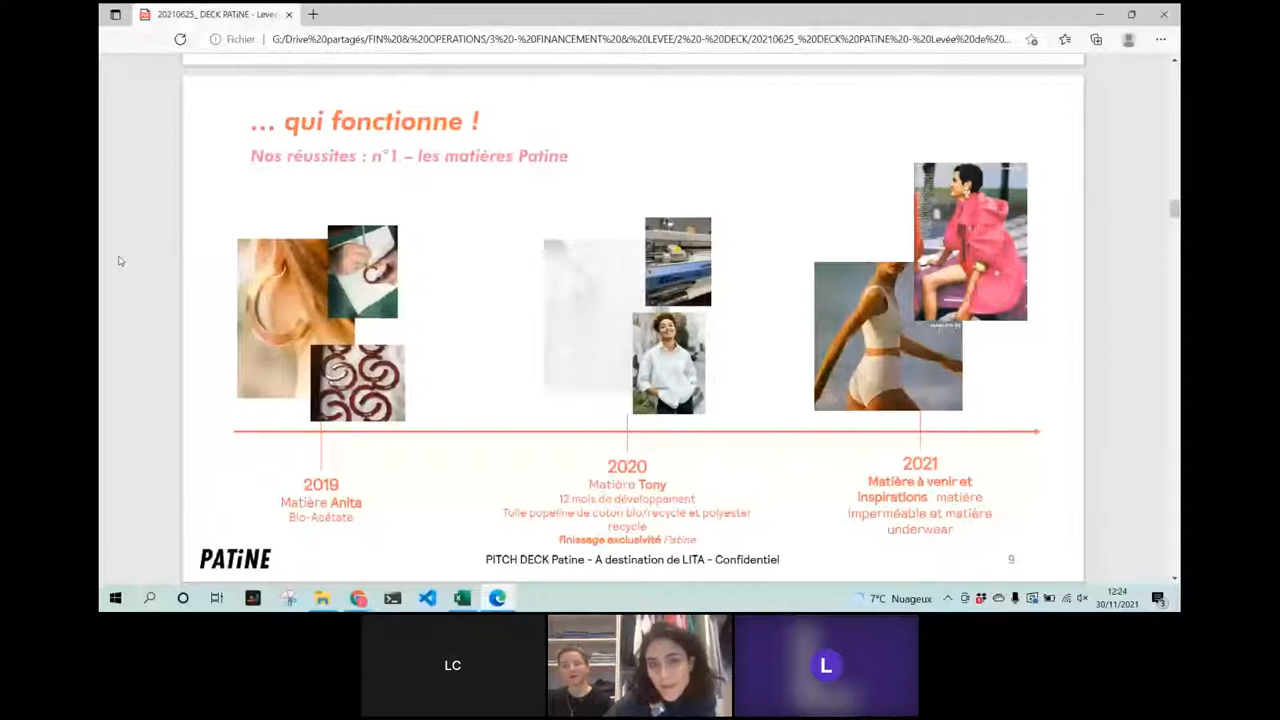 20210625_ DECK PATiNE - Levée
Fichier
G:/Drive%20partagés/FIN%20&%20OPERATIONS/3%20-%20FINANCEMENT%20&%20LEVEE/2%20-%20DECK/20210625_%20DECK%20PATiNE%20-%20Levée%20de%20...
... qui fonctionne !
Nos réussites : n°1 – les matières Patine
2019
Matière Anita
Bio-Acétate
2020
Matière Tony
12 mois de développement
Toile popeline de coton bio/recyclé et polyester
recyclé
finissage exclusivité Patine
2021
Matière à venir et
inspirations matière
imperméable et matière
underwear
PATiNE
PITCH DECK Patine - A destination de LITA - Confidentiel
9
7°C Nuageux
12:24
30/11/2021
3
LC
L